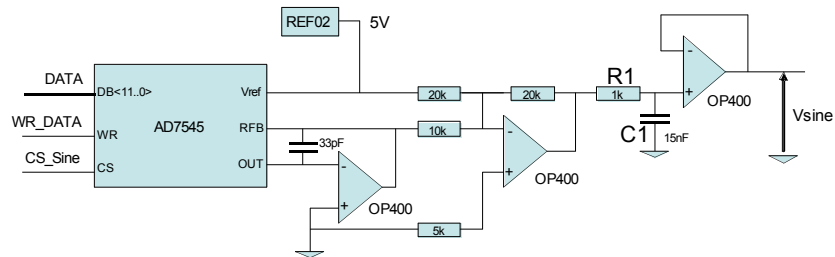 REF02
5V
DATA
DB<11..0>
Vref
20k
20k
R1
1k
-
+
OP400
Vsine
WR_DATA
WR
AD7545
RFB
33pF
10k
-
+
OP400
C1
15nF
CS_Sine
CS
OUT
-
+
OP400
5k